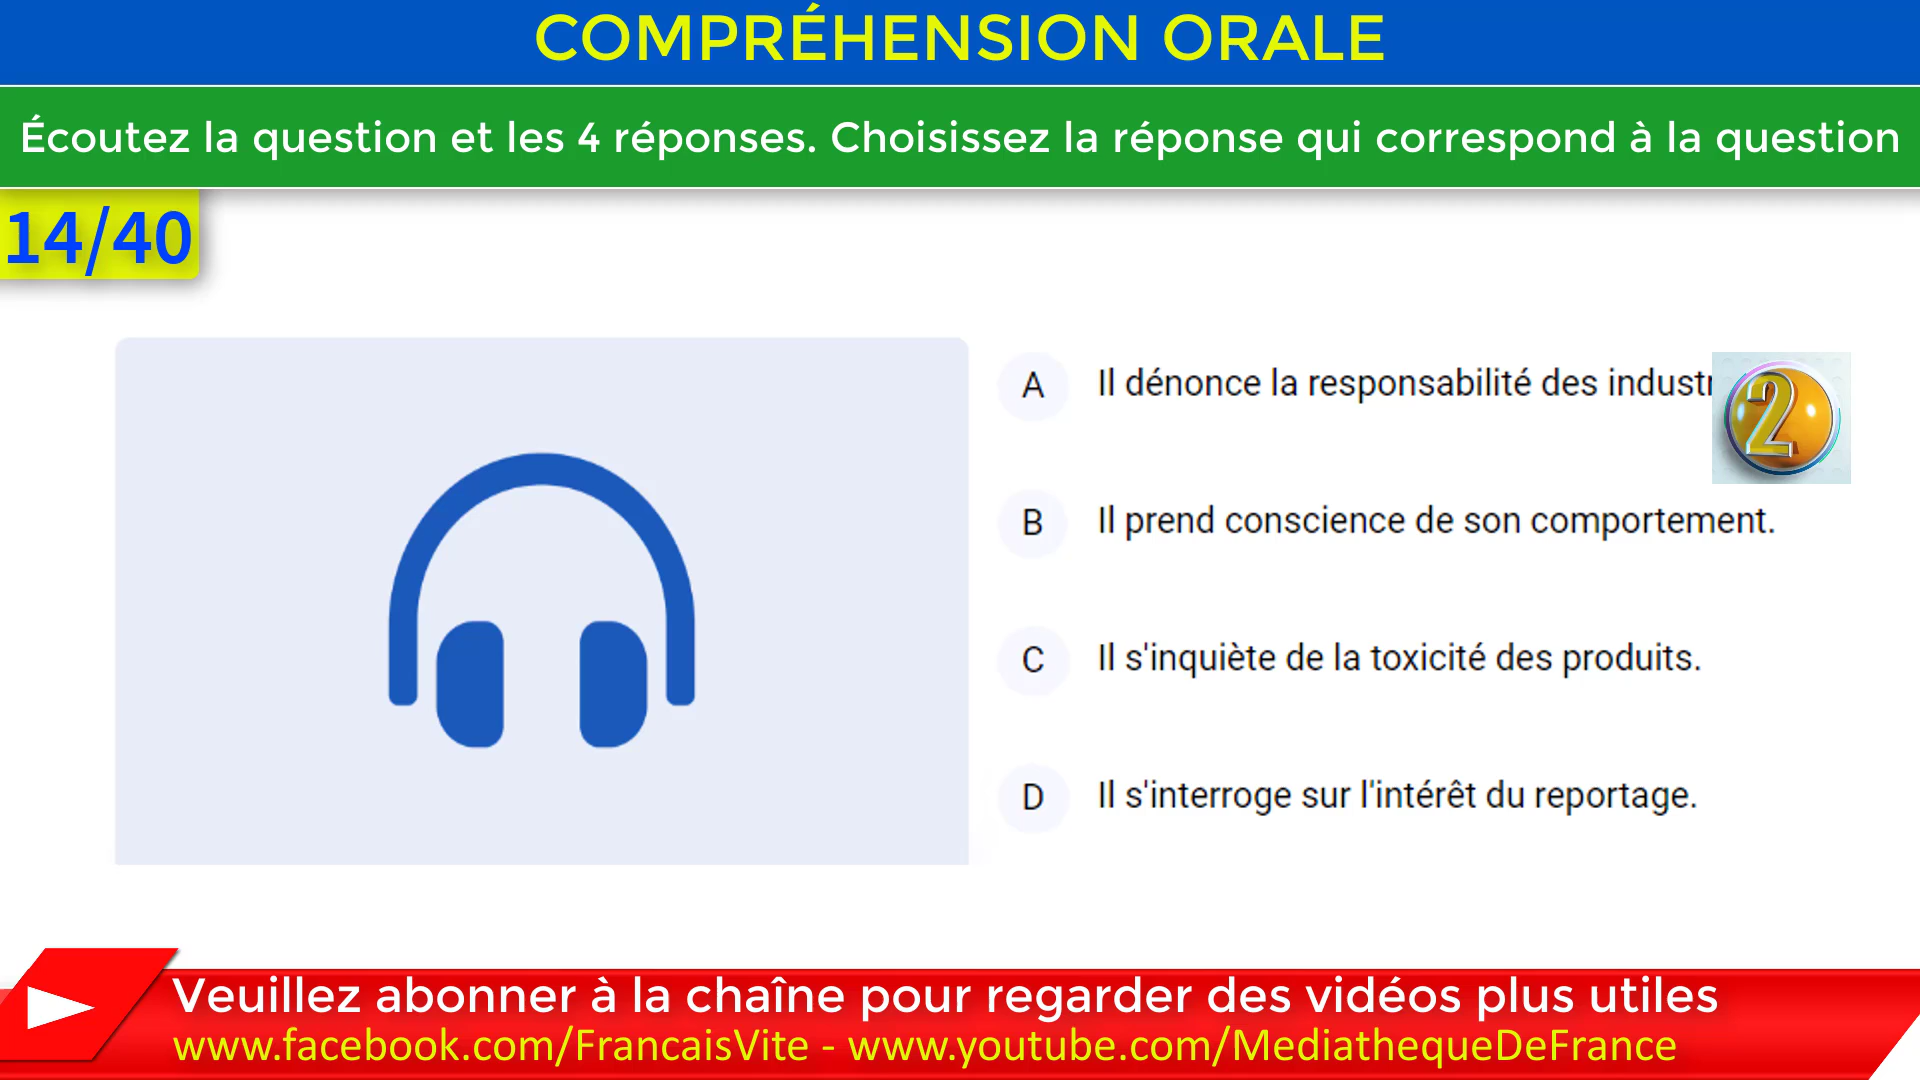 COMPRÉHENSION ORALE
Écoutez la question et les 4 réponses. Choisissez la réponse qui correspond à la question
14/40
A Il dénonce la responsabilité des
2
B Il prend conscience de son comportement.
C Il s'inquiète de la toxicité des produits.
D Il s'interroge sur l'intérêt du reportage.
Veuillez abonner à la chaîne pour regarder des vidéos plus utiles
www.facebook.com/FrancaisVite - www.youtube.com/MediathequeDeFrance